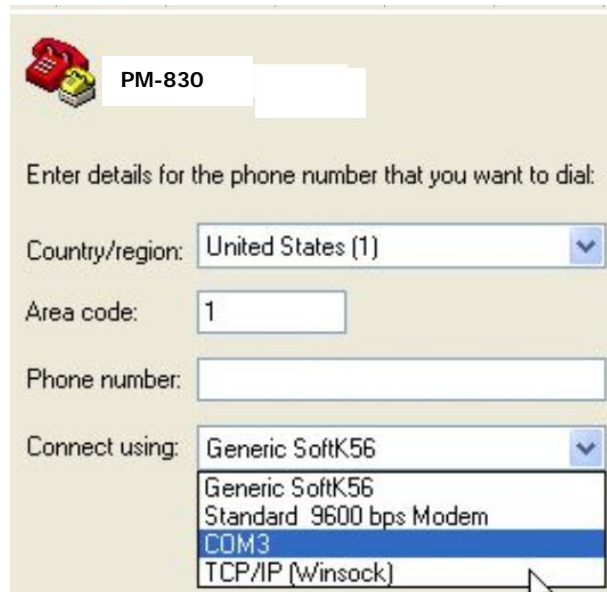 PM-830
Enter details for the phone number that you want to dial:
Country/region: United States (1)
Area code: 1
Phone number:
Connect using: Generic SoftK56
Generic SoftK56
Standard 9600 bps Modem
COM3
TCP/IP (Winsock)